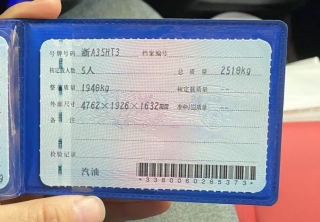 号牌号码 浙A35HT3 档案编号
核定载人数 5人 总质量 2510kg
整备质量 1940kg 核定载质量 --
外廓尺寸 4762×1926×1632mm 准牵引总质量 --
备注
检验记录
汽油
*3380060265373*